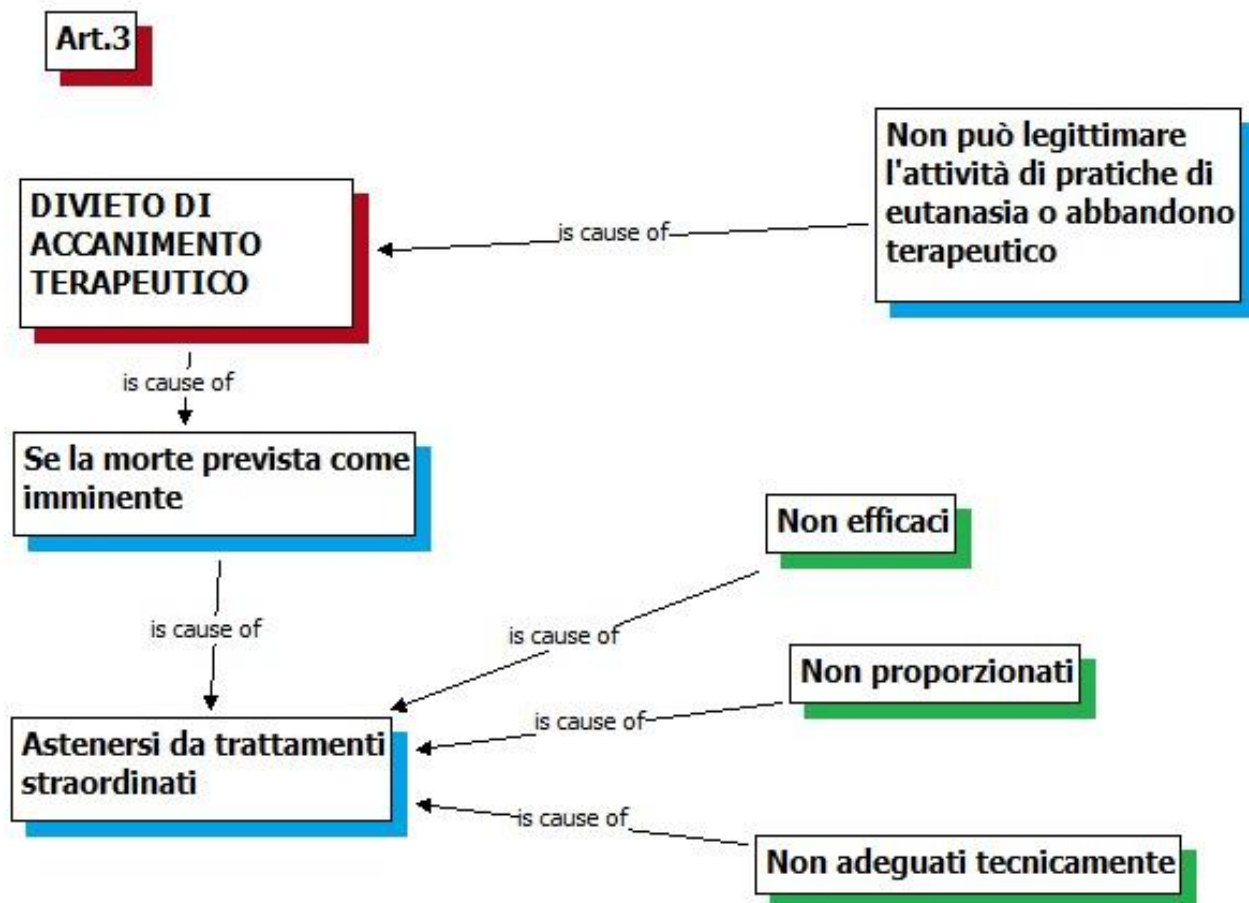 Art.3
Non può legittimare
l'attività di pratiche di
eutanasia o abbandono
terapeutico
DIVIETO DI
ACCANIMENTO
TERAPEUTICO
is cause of
is cause of
Se la morte prevista come
imminente
Non efficaci
is cause of
is cause of
Non proporzionati
is cause of
Astenersi da trattamenti
straordinati
is cause of
Non adeguati tecnicamente